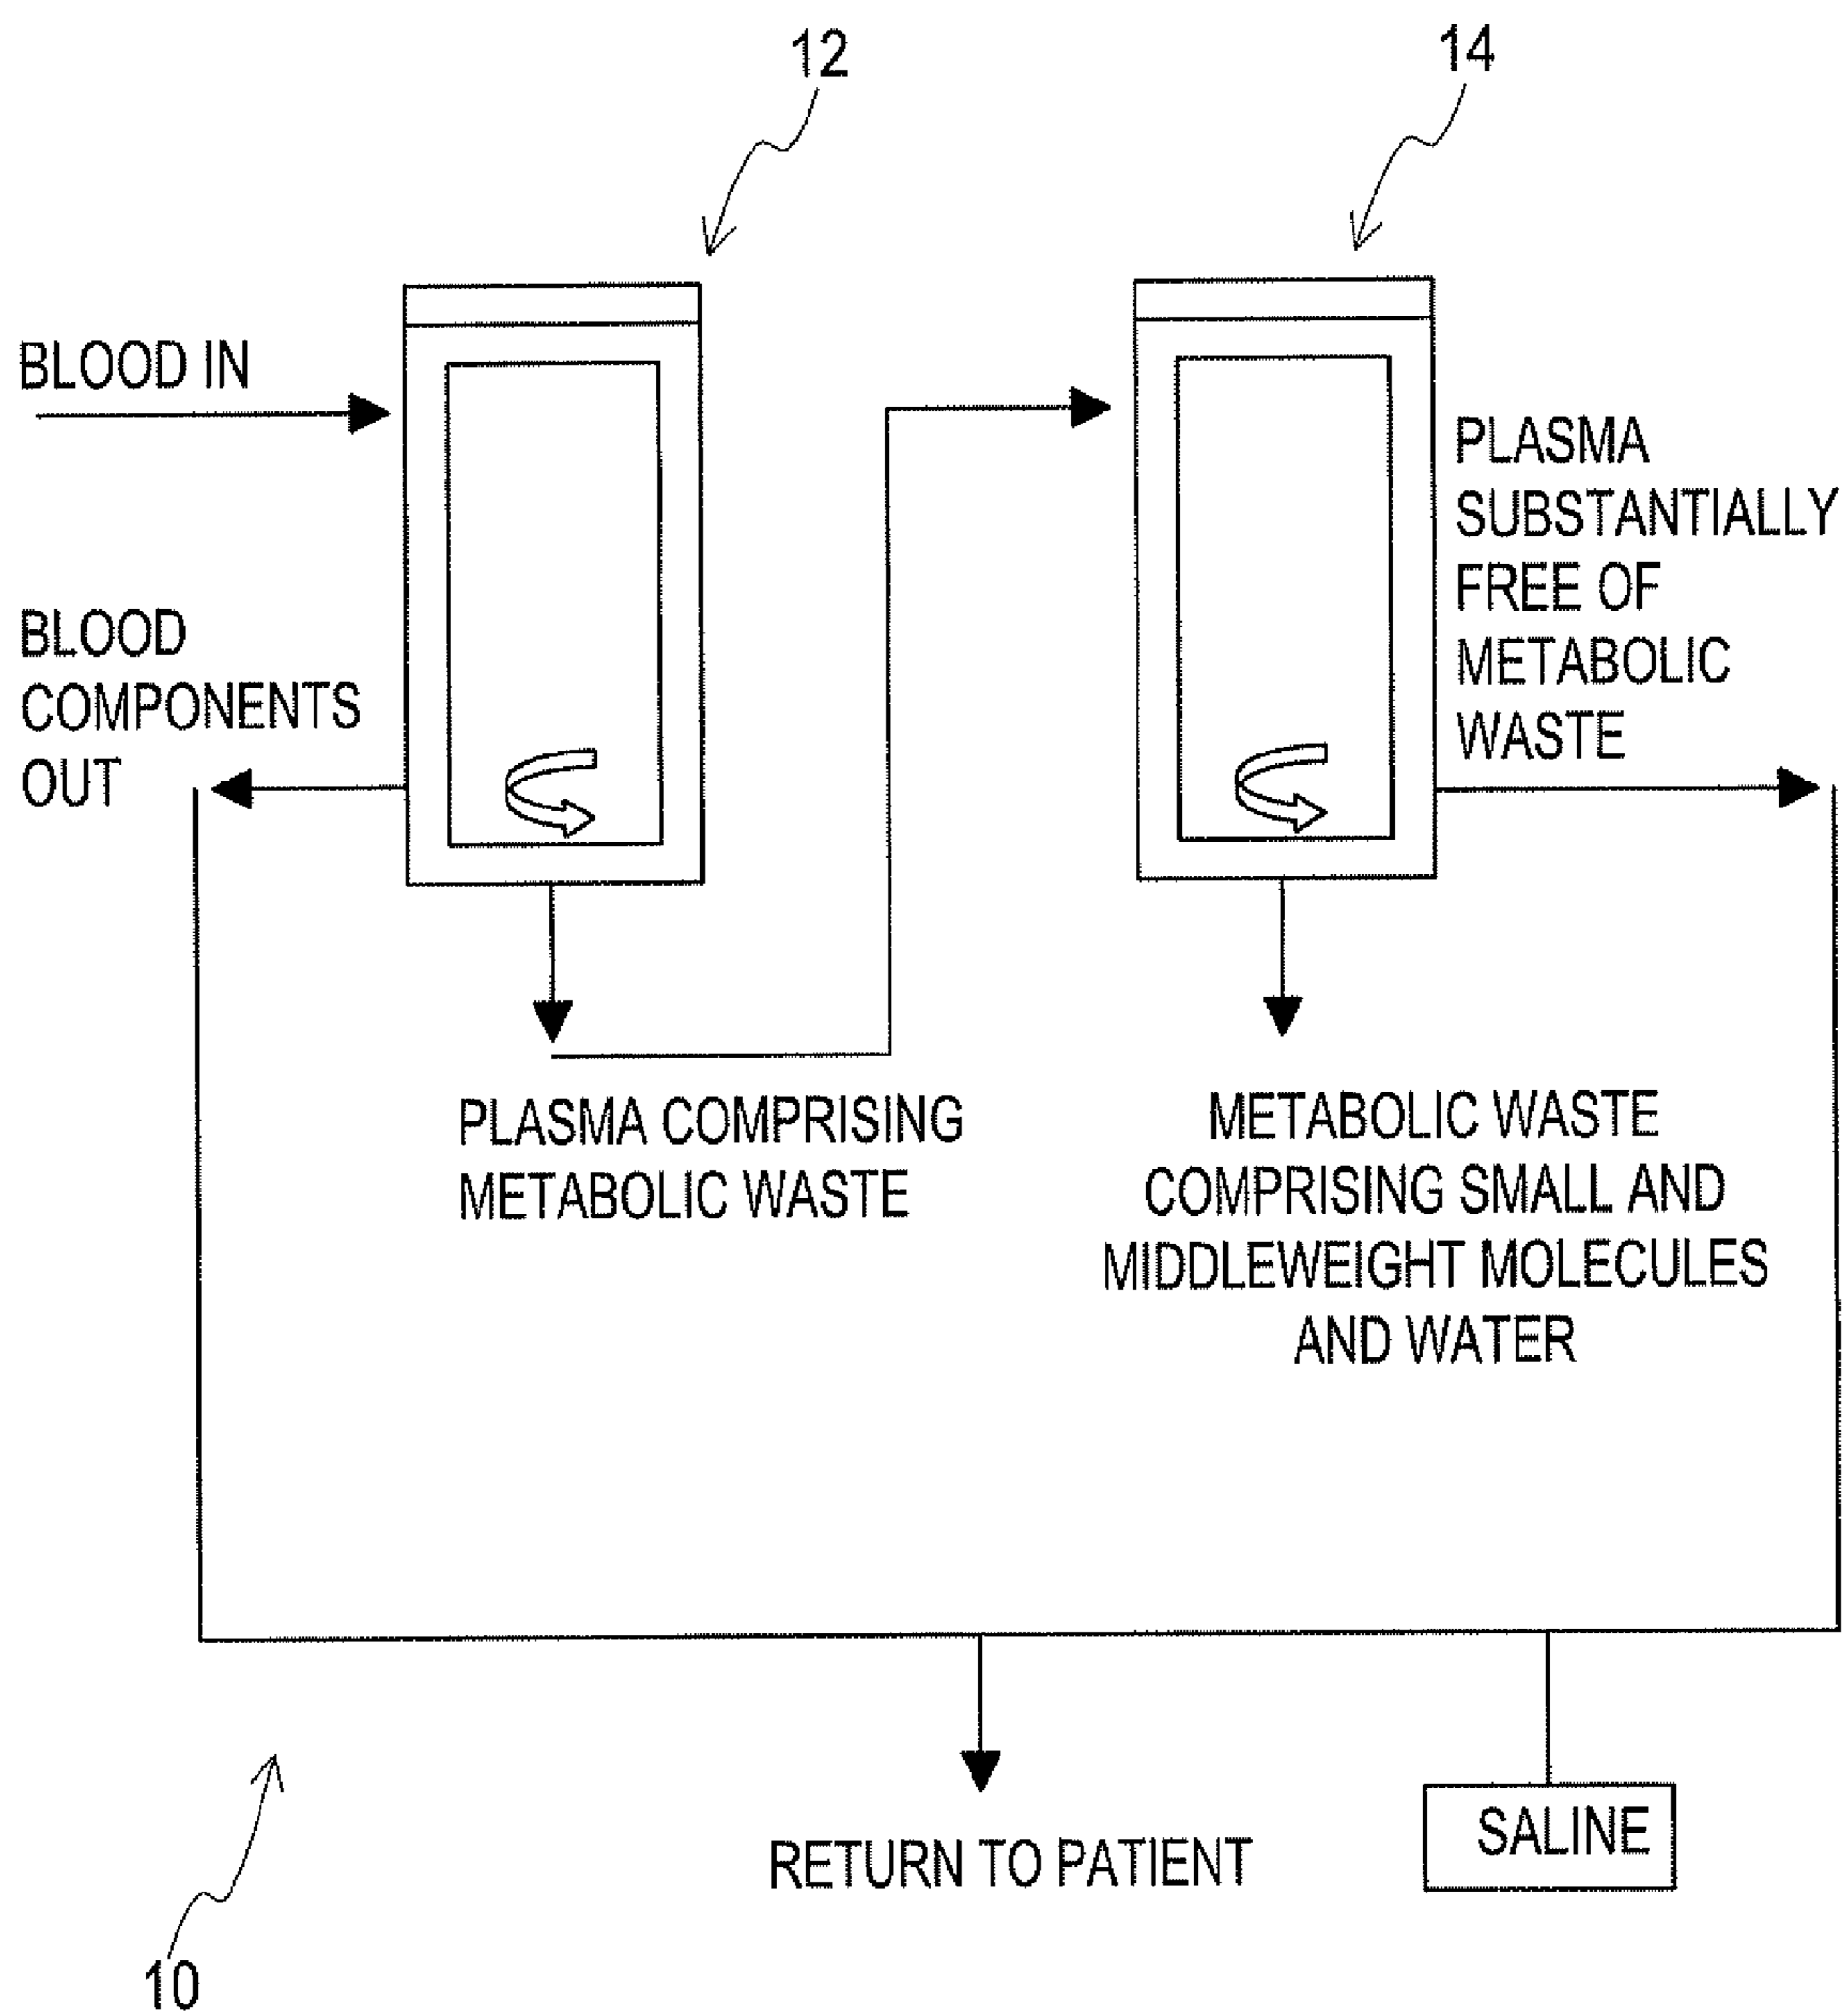 12
14
BLOOD IN
PLASMA
SUBSTANTIALLY
FREE OF
METABOLIC
WASTE
BLOOD
COMPONENTS
OUT
PLASMA COMPRISING
METABOLIC WASTE
METABOLIC WASTE
COMPRISING SMALL AND
MIDDLEWEIGHT MOLECULES
AND WATER
RETURN TO PATIENT
SALINE
10